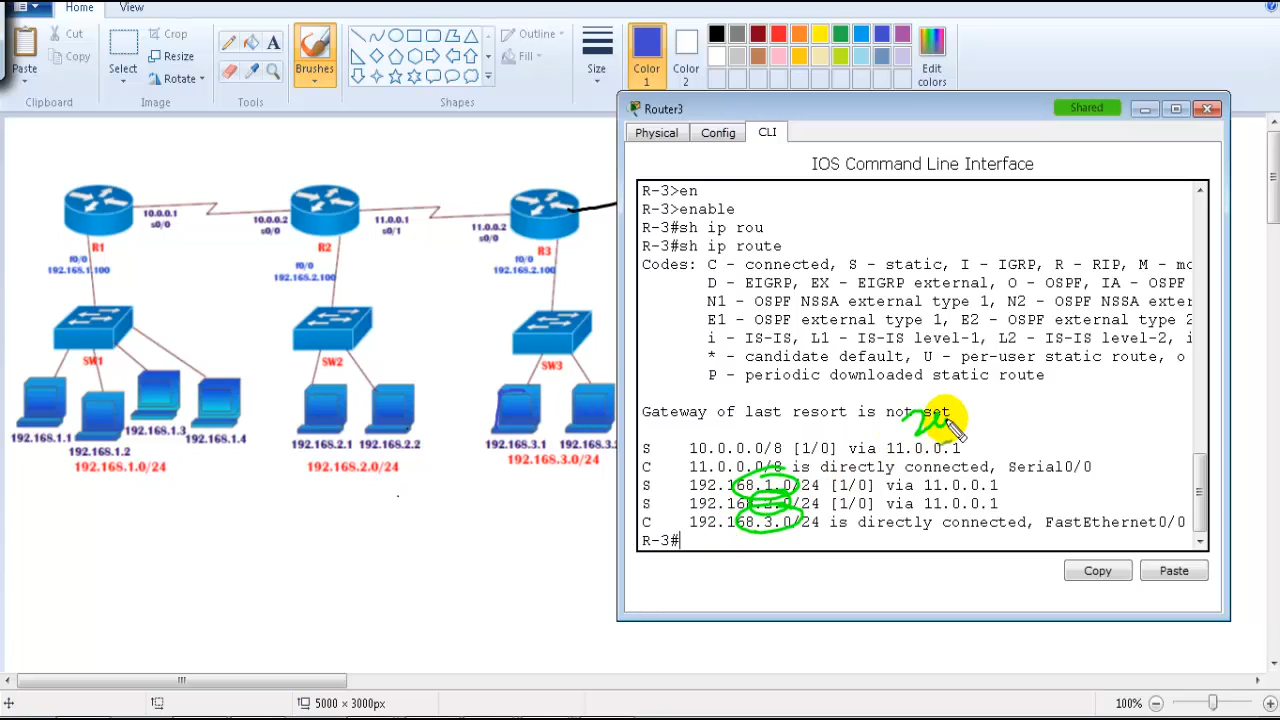 Home
View
Cut
Copy
Paste
Clipboard
Select
Crop
Resize
Rotate
Image
A
Tools
Brushes
Outline
Fill
Shapes
Size
Color
1
Color
2
Edit
colors
Colors
Router3
Shared
Physical
Config
CLI
IOS Command Line Interface
R-3>en
R-3>enable
R-3#sh ip rou
R-3#sh ip route
Codes: C - connected, S - static, I - IGRP, R - RIP, M - mo
D - EIGRP, EX - EIGRP external, O - OSPF, IA - OSPF
N1 - OSPF NSSA external type 1, N2 - OSPF NSSA exter
E1 - OSPF external type 1, E2 - OSPF external type 2
i - IS-IS, L1 - IS-IS level-1, L2 - IS-IS level-2, i
* - candidate default, U - per-user static route, o
P - periodic downloaded static route
Gateway of last resort is not set
S 10.0.0.0/8 [1/0] via 11.0.0.1
C 11.0.0.0/8 is directly connected, Serial0/0
S 192.168.1.0/24 [1/0] via 11.0.0.1
S 192.168.2.0/24 [1/0] via 11.0.0.1
C 192.168.3.0/24 is directly connected, FastEthernet0/0
R-3#
Copy
Paste
10.0.0.1
s0/0
R1
f0/0
192.168.1.100
10.0.0.2
s0/0
11.0.0.1
s0/1
R2
f0/0
192.168.2.100
11.0.0.2
s0/0
R3
f0/0
192.168.2.100
SW1
SW2
SW3
192.168.1.1
192.168.1.2
192.168.1.3
192.168.1.4
192.168.1.0/24
192.168.2.1
192.168.2.2
192.168.2.0/24
192.168.3.1
192.168.3.0/24
5000 × 3000px
100%